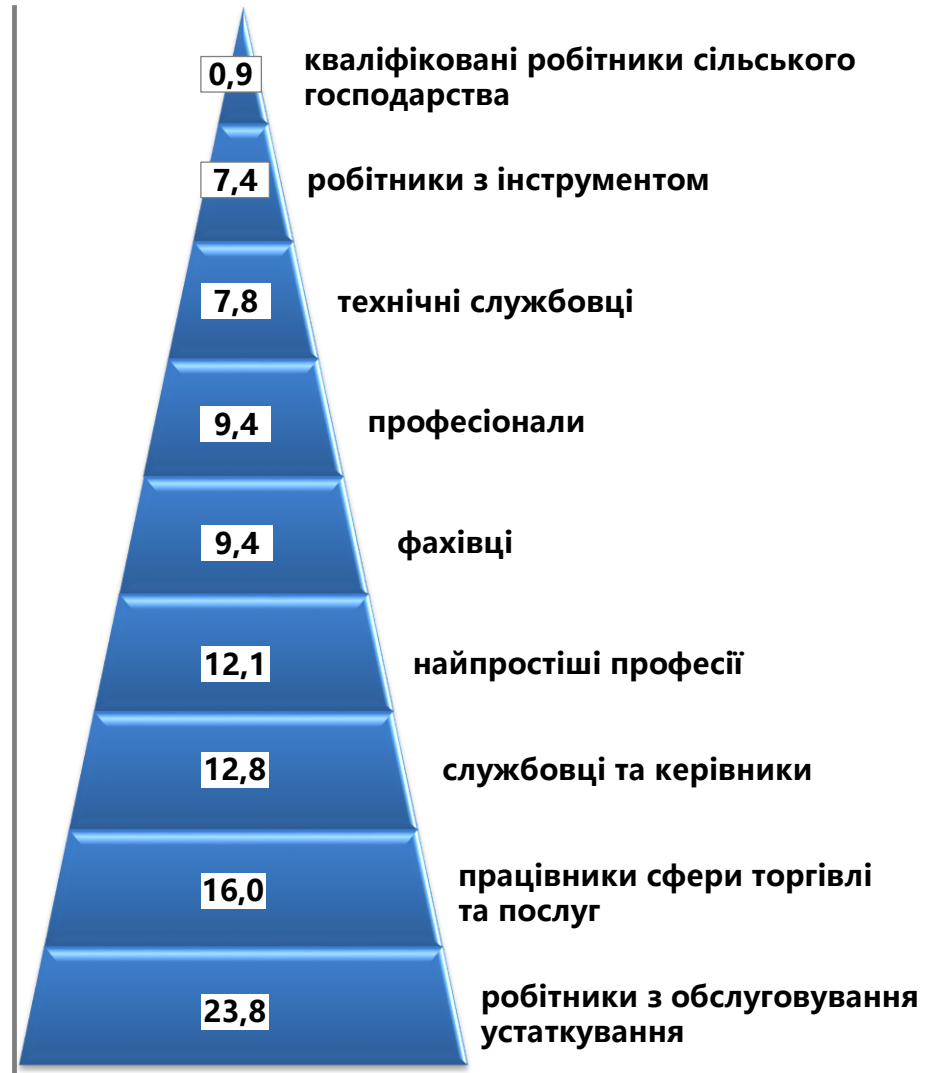 0,9
кваліфіковані робітники сільського
господарства
7,4
робітники з інструментом
7,8
технічні службовці
9,4
професіонали
9,4
фахівці
12,1
найпростіші професії
12,8
службовці та керівники
16,0
працівники сфери торгівлі
та послуг
23,8
робітники з обслуговування
устаткування